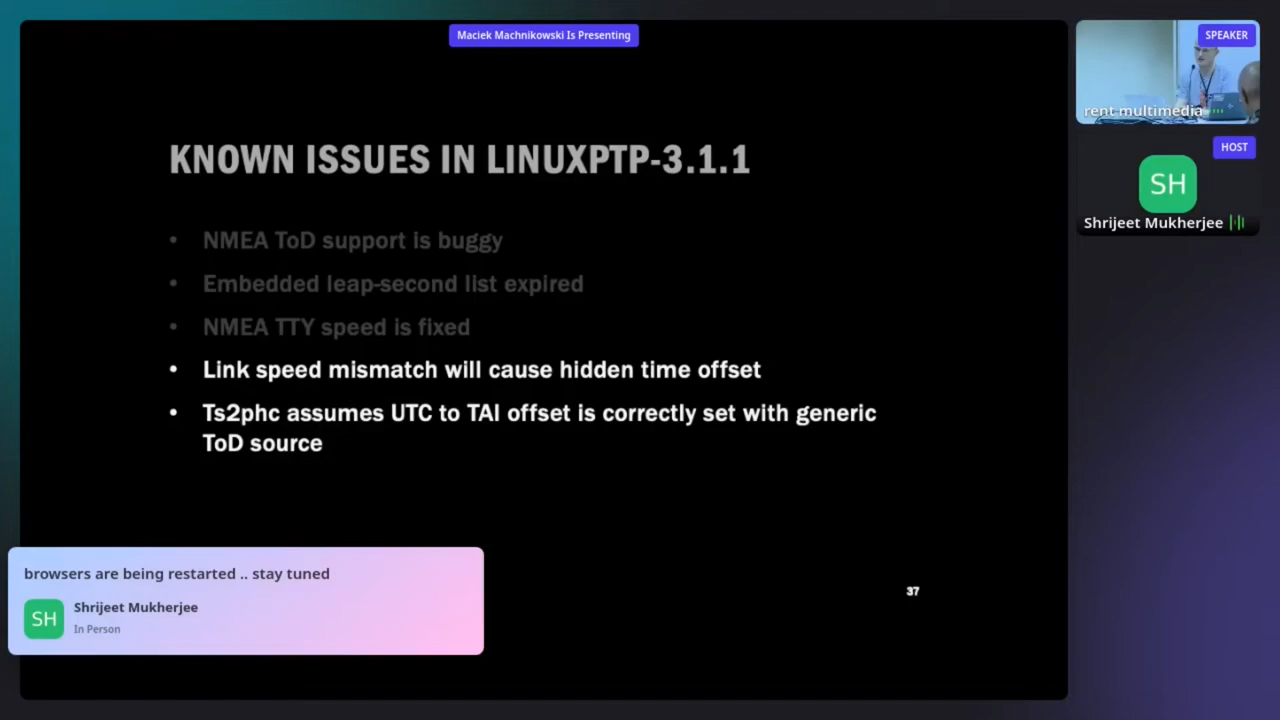 Maciek Machnikowski Is Presenting
KNOWN ISSUES IN LINUXPTP-3.1.1
• NMEA ToD support is buggy
• Embedded leap-second list expired
• NMEA TTY speed is fixed
• Link speed mismatch will cause hidden time offset
• Ts2phc assumes UTC to TAI offset is correctly set with generic
ToD source
37
browsers are being restarted .. stay tuned
SH
Shrijeet Mukherjee
In Person
SPEAKER
rent multimedia
HOST
SH
Shrijeet Mukherjee